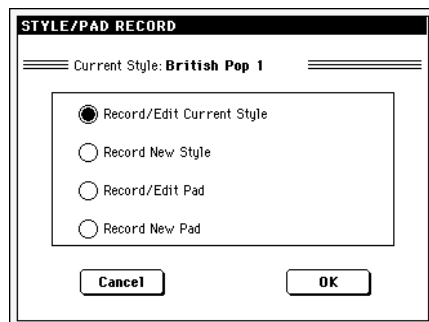 STYLE/PAD RECORD
Current Style: British Pop 1
Record/Edit Current Style
Record New Style
Record/Edit Pad
Record New Pad
Cancel OK